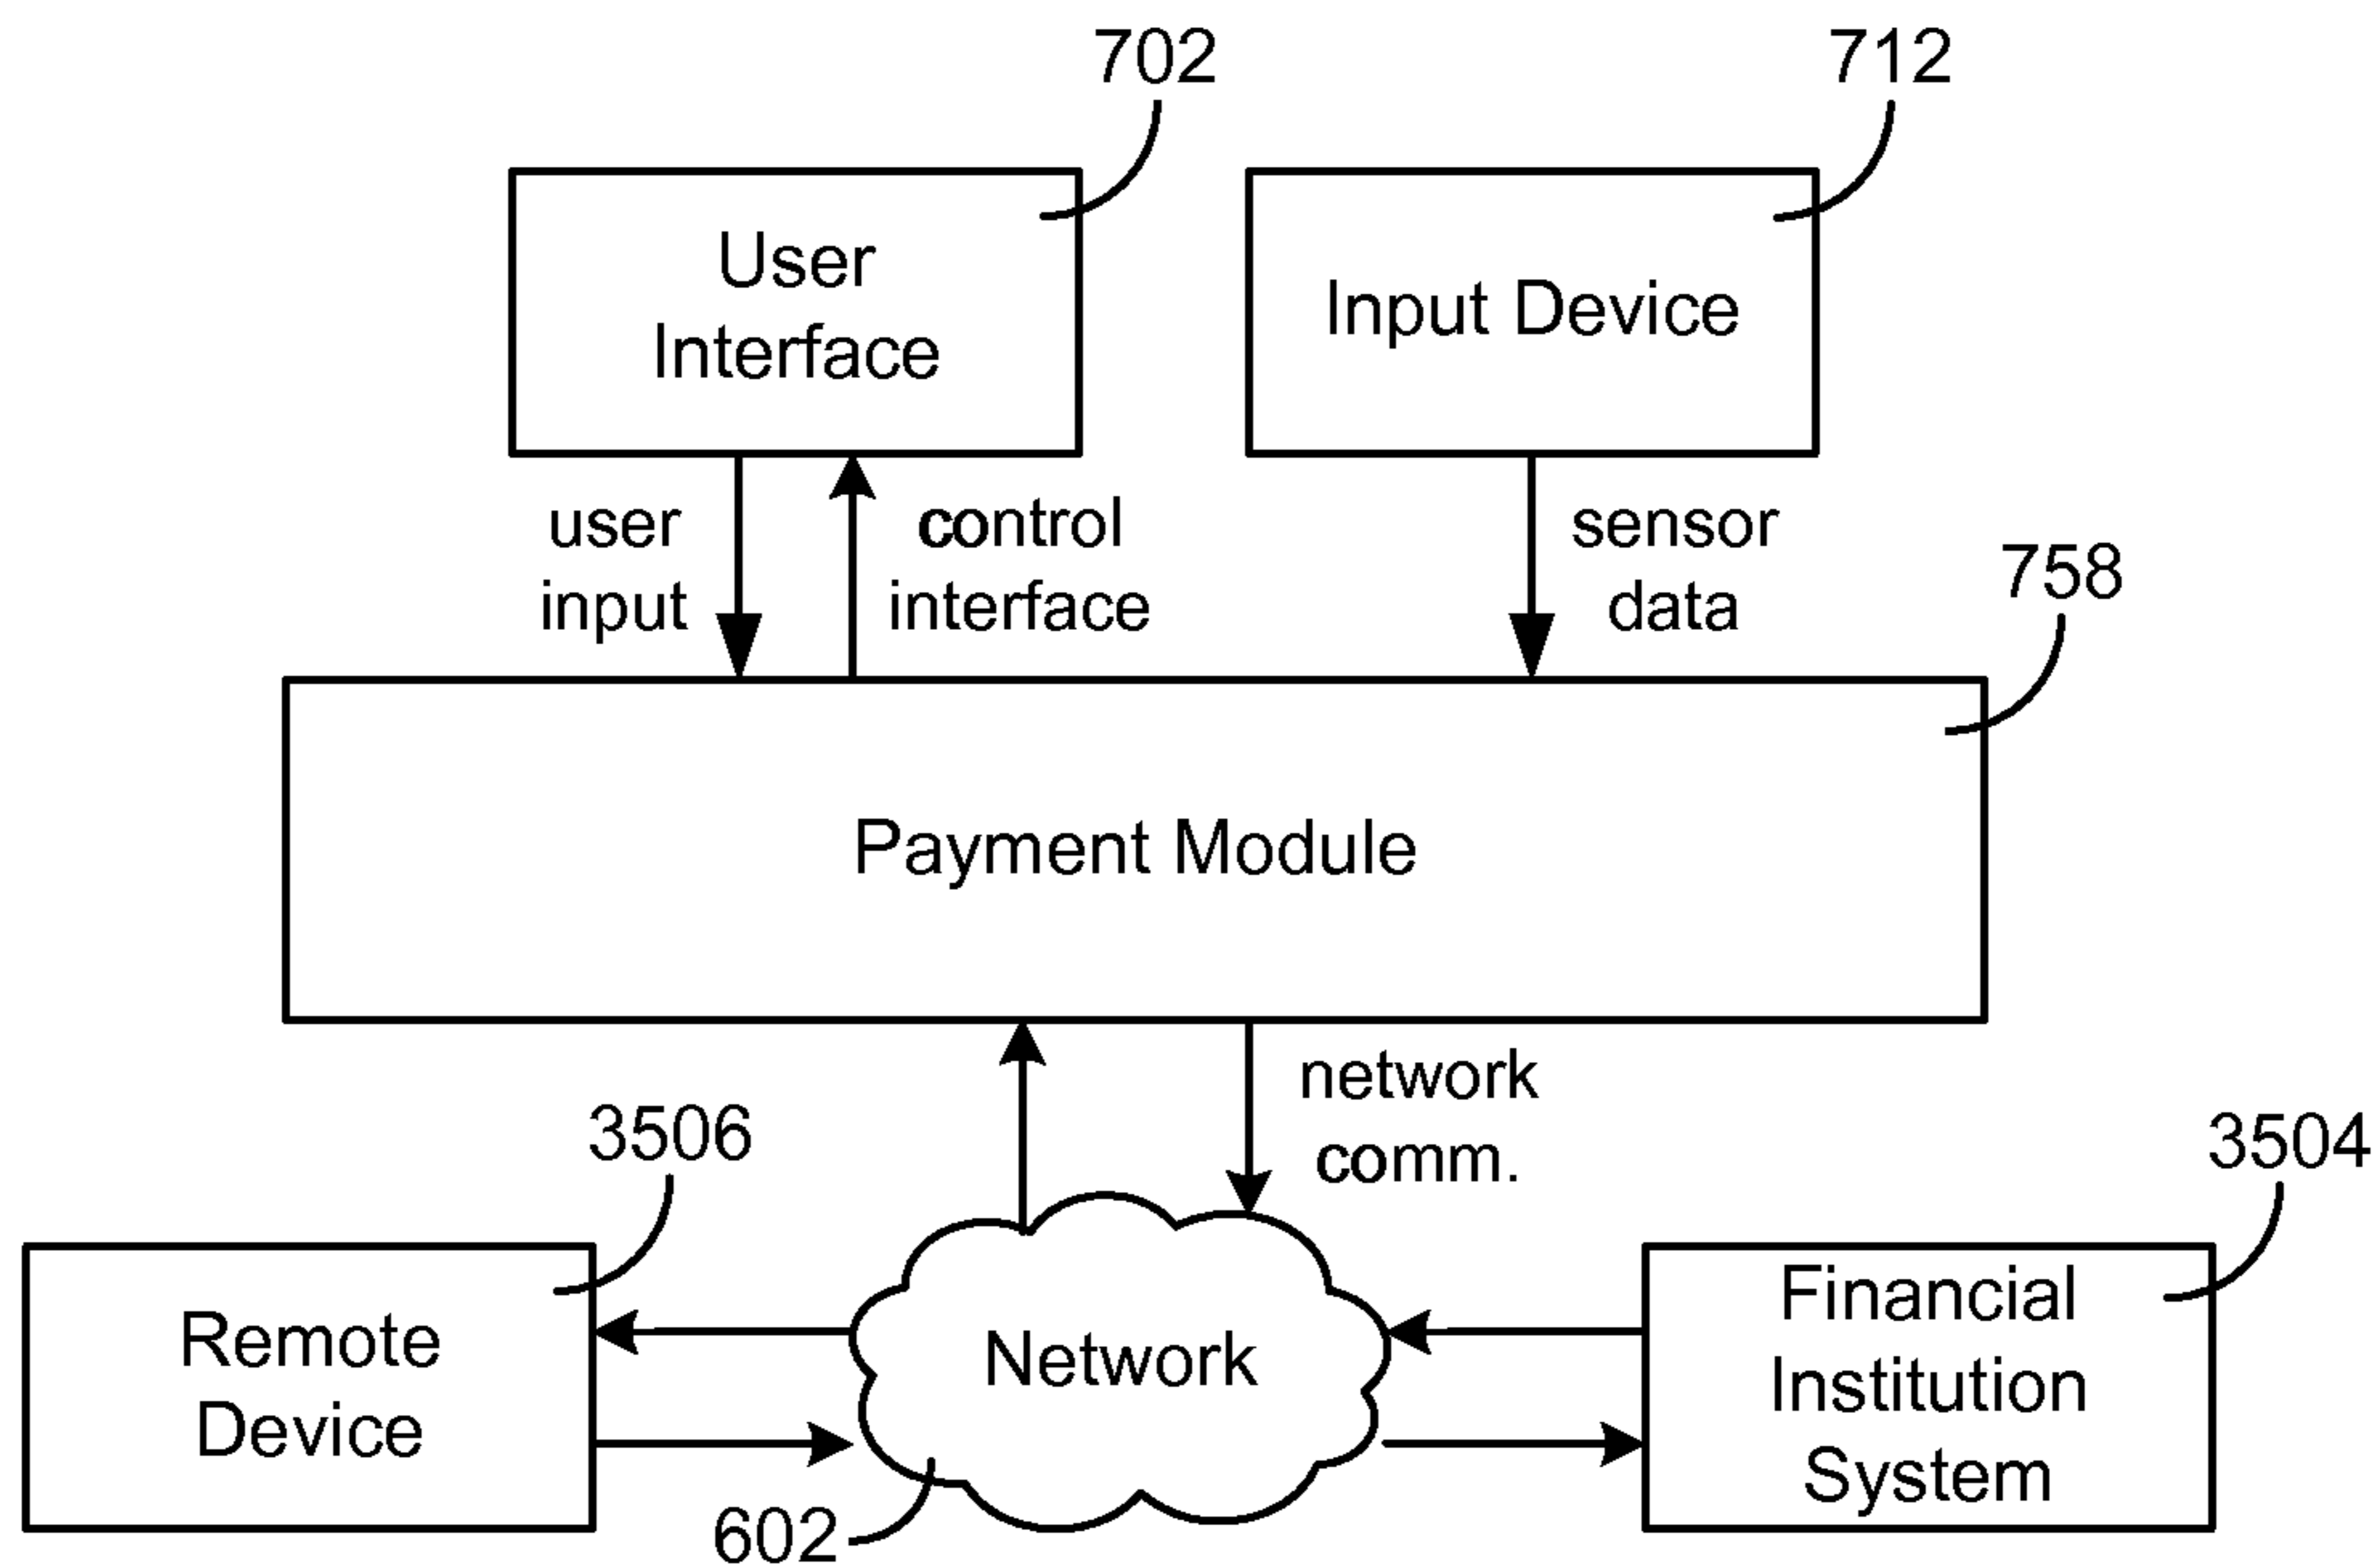 702
712
User
Interface
Input Device
user
input
control
interface
sensor
data
758
Payment Module
network
comm.
3506
3504
Remote
Device
Network
Financial
Institution
System
602